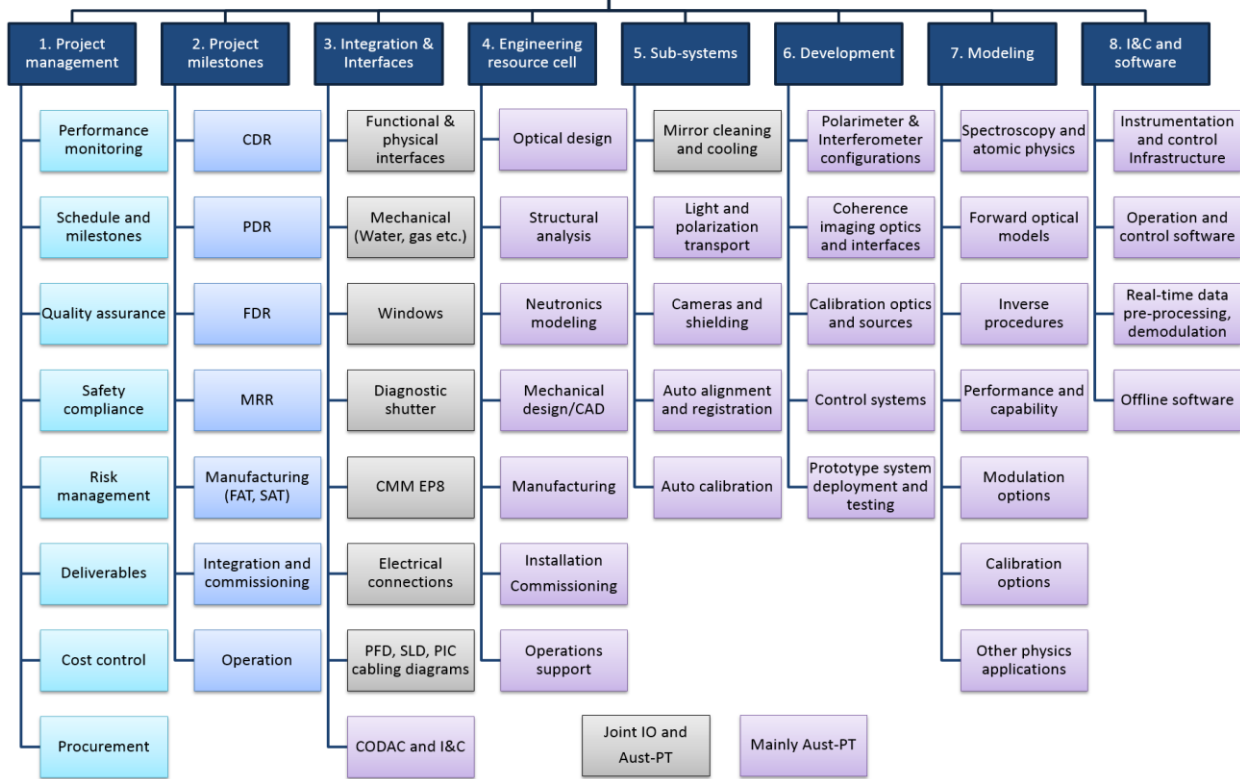 1. Project
management
2. Project
milestones
3. Integration &
Interfaces
4. Engineering
resource cell
5. Sub-systems
6. Development
7. Modeling
8. I&C and
software
Performance
monitoring
Schedule and
milestones
Quality assurance
Safety
compliance
Risk
management
Deliverables
Cost control
Procurement
CDR
PDR
FDR
MRR
Manufacturing
(FAT, SAT)
Integration and
commissioning
Operation
Functional &
physical
interfaces
Mechanical
(Water, gas etc.)
Windows
Diagnostic
shutter
CMM EP8
Electrical
connections
PFD, SLD, PIC
cabling diagrams
CODAC and I&C
Optical design
Structural
analysis
Neutronics
modeling
Mechanical
design/CAD
Manufacturing
Installation
Commissioning
Operations
support
Mirror cleaning
and cooling
Light and
polarization
transport
Cameras and
shielding
Auto alignment
and registration
Auto calibration
Polarimeter &
Interferometer
configurations
Coherence
imaging optics
and interfaces
Calibration optics
and sources
Control systems
Prototype system
deployment and
testing
Spectroscopy and
atomic physics
Forward optical
models
Inverse
procedures
Performance and
capability
Modulation
options
Calibration
options
Other physics
applications
Instrumentation
and control
Infrastructure
Operation and
control software
Real-time data
pre-processing,
demodulation
Offline software
Joint IO and
Aust-PT
Mainly Aust-PT